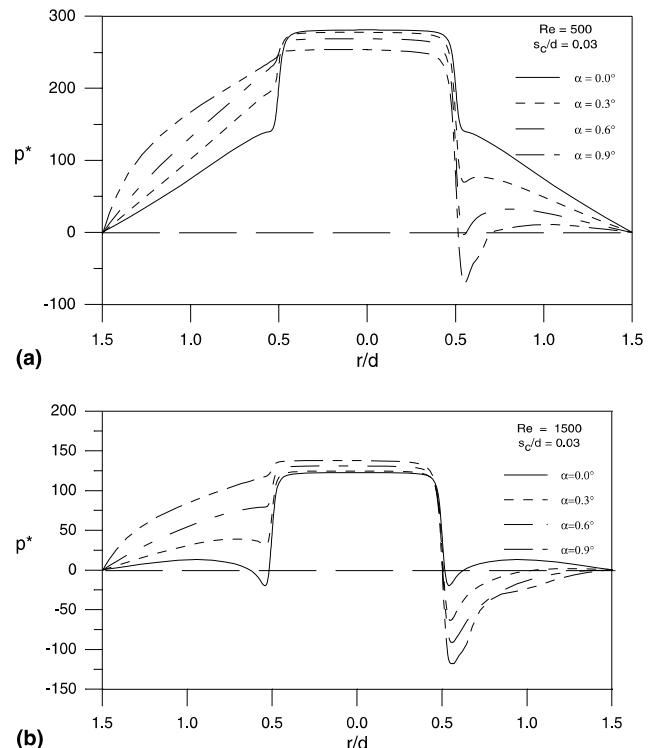 (a)
300
200
100
0
-100
p*
Re = 500
s_c/d = 0.03
α = 0.0°
α = 0.3°
α = 0.6°
α = 0.9°
1.5 1.0 0.5 0.0 0.5 1.0 1.5
r/d
(b)
200
150
100
50
0
-50
-100
-150
p*
Re = 1500
s_c/d = 0.03
α=0.0°
α=0.3°
α=0.6°
α=0.9°
1.5 1.0 0.5 0.0 0.5 1.0 1.5
r/d